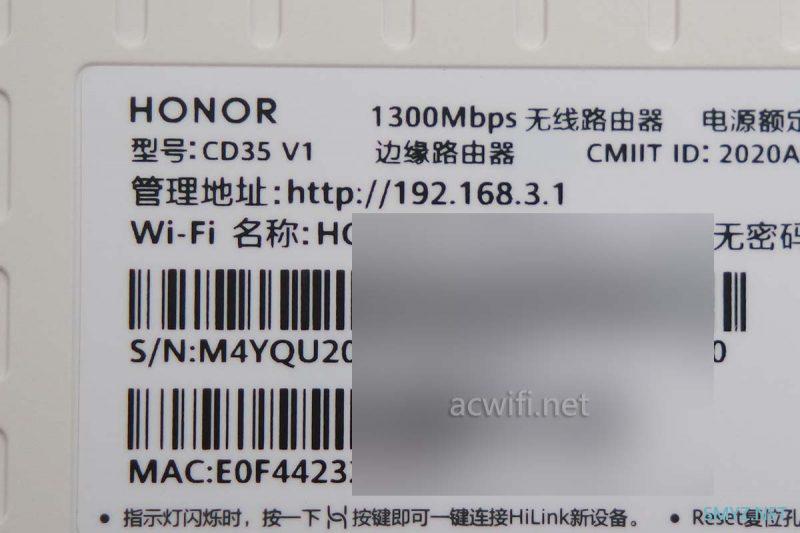 HONOR 1300Mbps 无线路由器 电源额定
型号:CD35 V1 边缘路由器 CMIIT ID: 2020A
管理地址:http://192.168.3.1
Wi-Fi 名称:HO 无密码
S/N:M4YQU20 0
acwifi.net
MAC:E0F4423
●指示灯闪烁时，按一下 按键即可一键连接HiLink新设备。 ●Reset复位孔